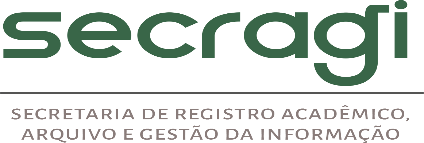 secragi
SECRETARIA DE REGISTRO ACADÊMICO,
ARQUIVO E GESTÃO DA INFORMAÇÃO